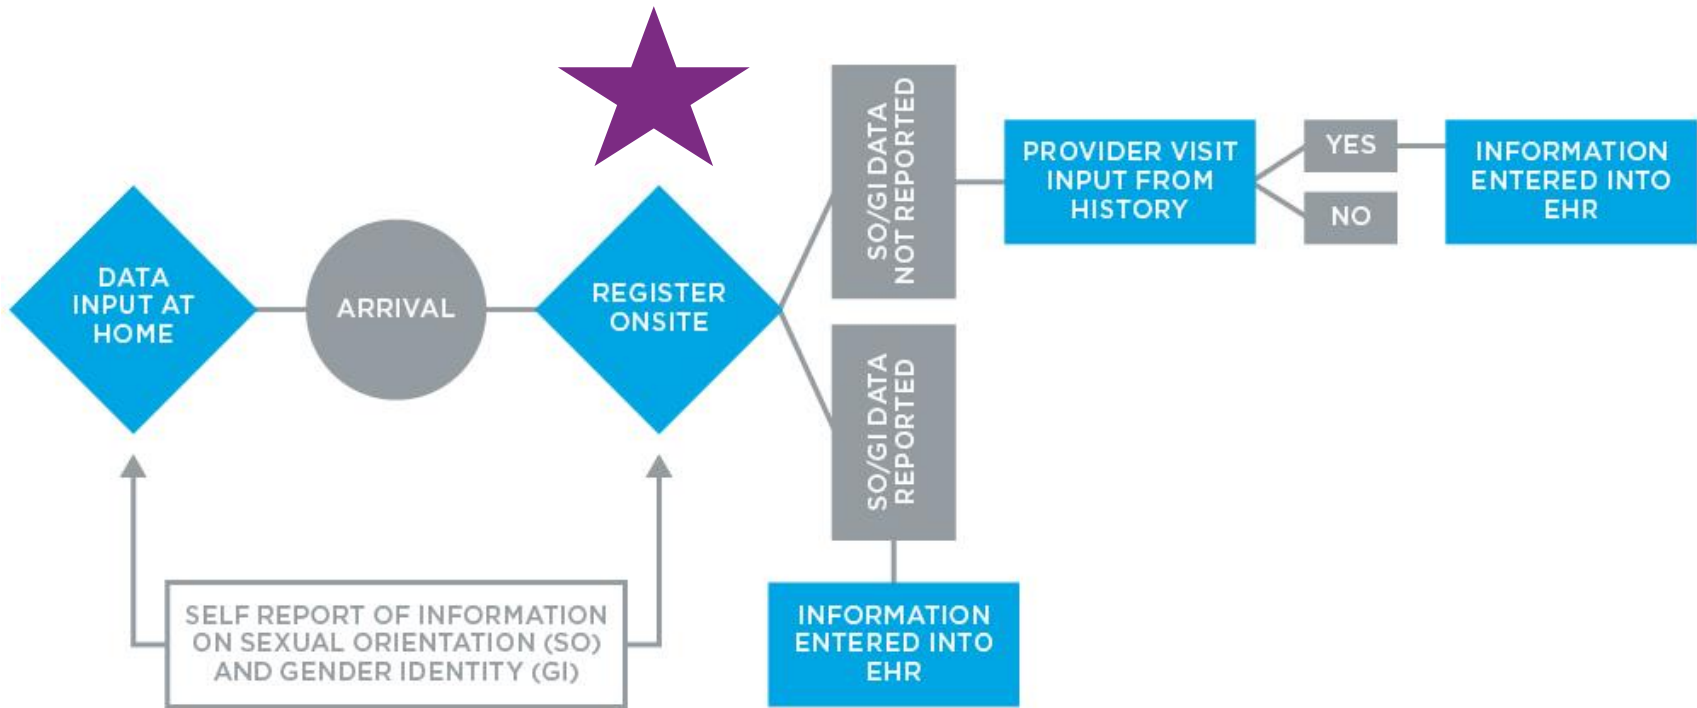 DATA
INPUT AT
HOME
ARRIVAL
REGISTER
ONSITE
SO/GI DATA
NOT REPORTED
PROVIDER VISIT
INPUT FROM
HISTORY
YES
NO
INFORMATION
ENTERED INTO
EHR
SO/GI DATA
REPORTED
INFORMATION
ENTERED INTO
EHR
SELF REPORT OF INFORMATION
ON SEXUAL ORIENTATION (SO)
AND GENDER IDENTITY (GI)